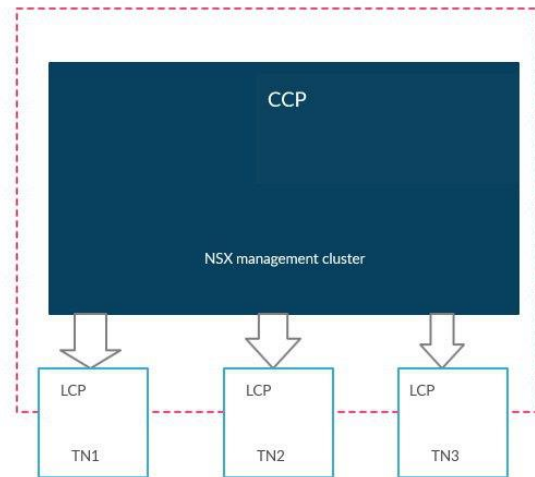 CCP
NSX management cluster
LCP
LCP
LCP
TN1
TN2
TN3